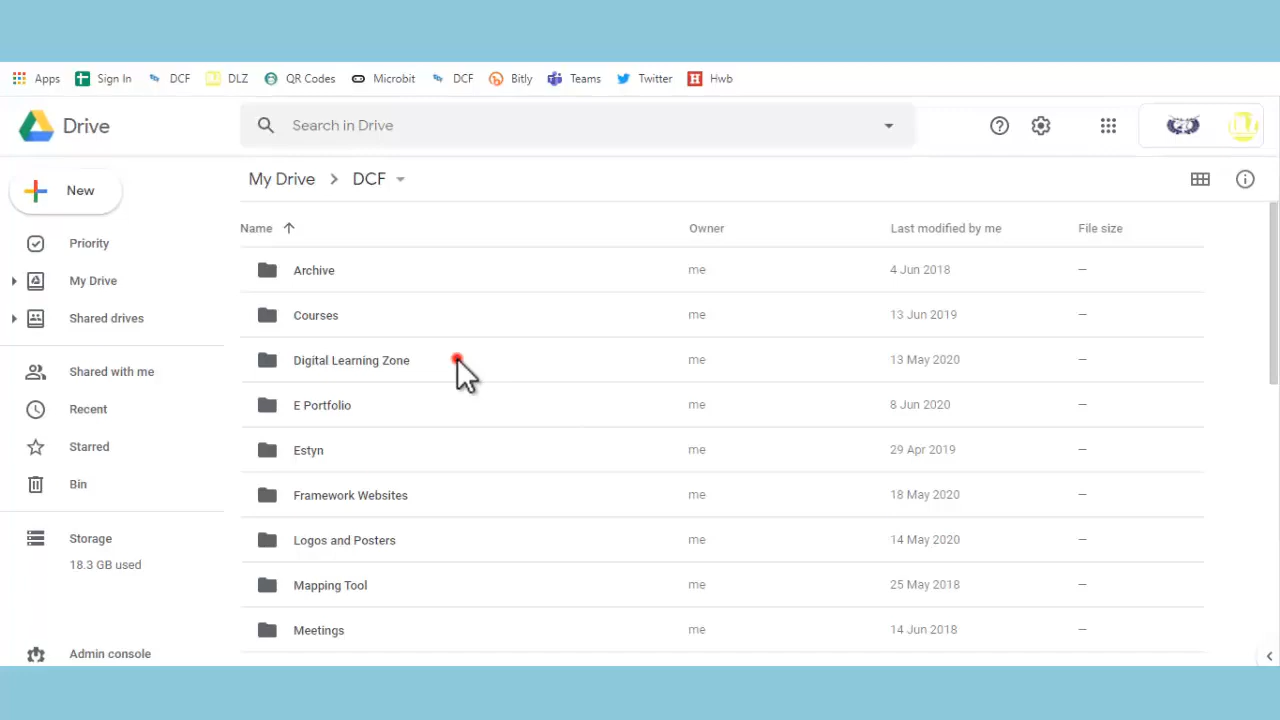 Apps Sign In DCF DLZ QR Codes Microbit DCF Bitly Teams Twitter Hwb
Drive Search in Drive
New
My Drive DCF
Name Owner Last modified by me File size
Priority
My Drive
Shared drives
Shared with me
Recent
Starred
Bin
Storage
18.3 GB used
Admin console
Archive me 4 Jun 2018 –
Courses me 13 Jun 2019 –
Digital Learning Zone me 13 May 2020 –
E Portfolio me 8 Jun 2020 –
Estyn me 29 Apr 2019 –
Framework Websites me 18 May 2020 –
Logos and Posters me 14 May 2020 –
Mapping Tool me 25 May 2018 –
Meetings me 14 Jun 2018 –